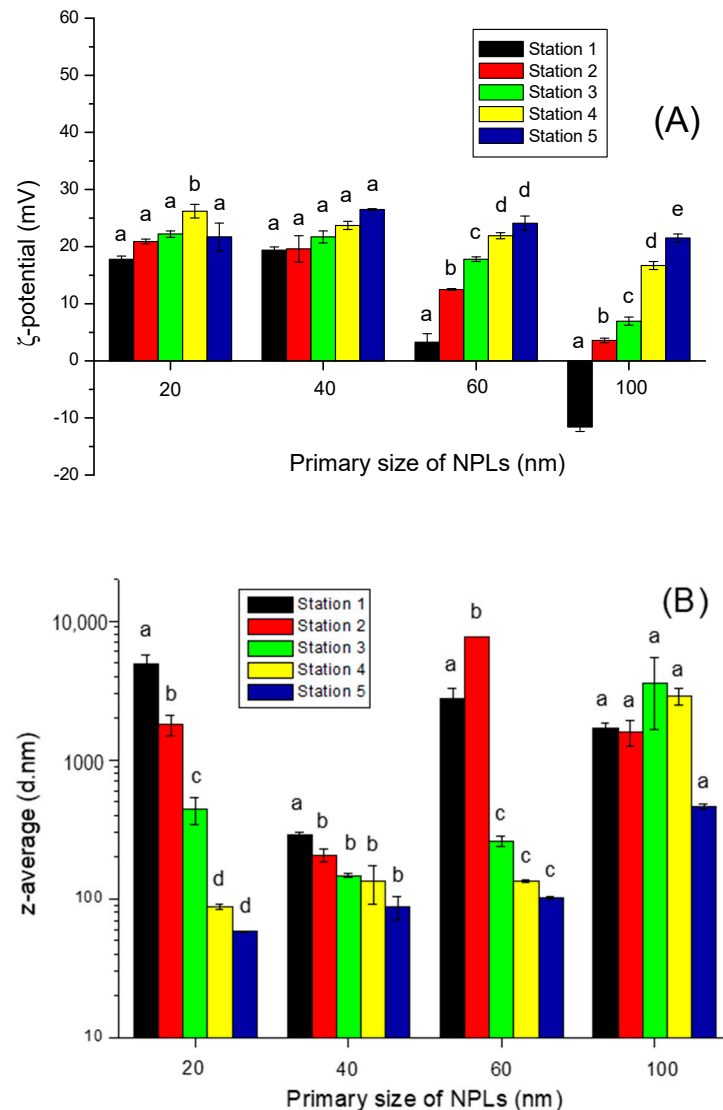 60
50
40
30
20
10
0
-10
-20
ζ-potential (mV)
Station 1
Station 2
Station 3
Station 4
Station 5
(A)
a a a b a
a a a a a
a b c d d
a b c d e
20 40 60 100
Primary size of NPLs (nm)
10,000
1000
100
10
z-average (d.nm)
Station 1
Station 2
Station 3
Station 4
Station 5
(B)
a b c d d
a b b b b
a b c c c
a a a a a
20 40 60 100
Primary size of NPLs (nm)